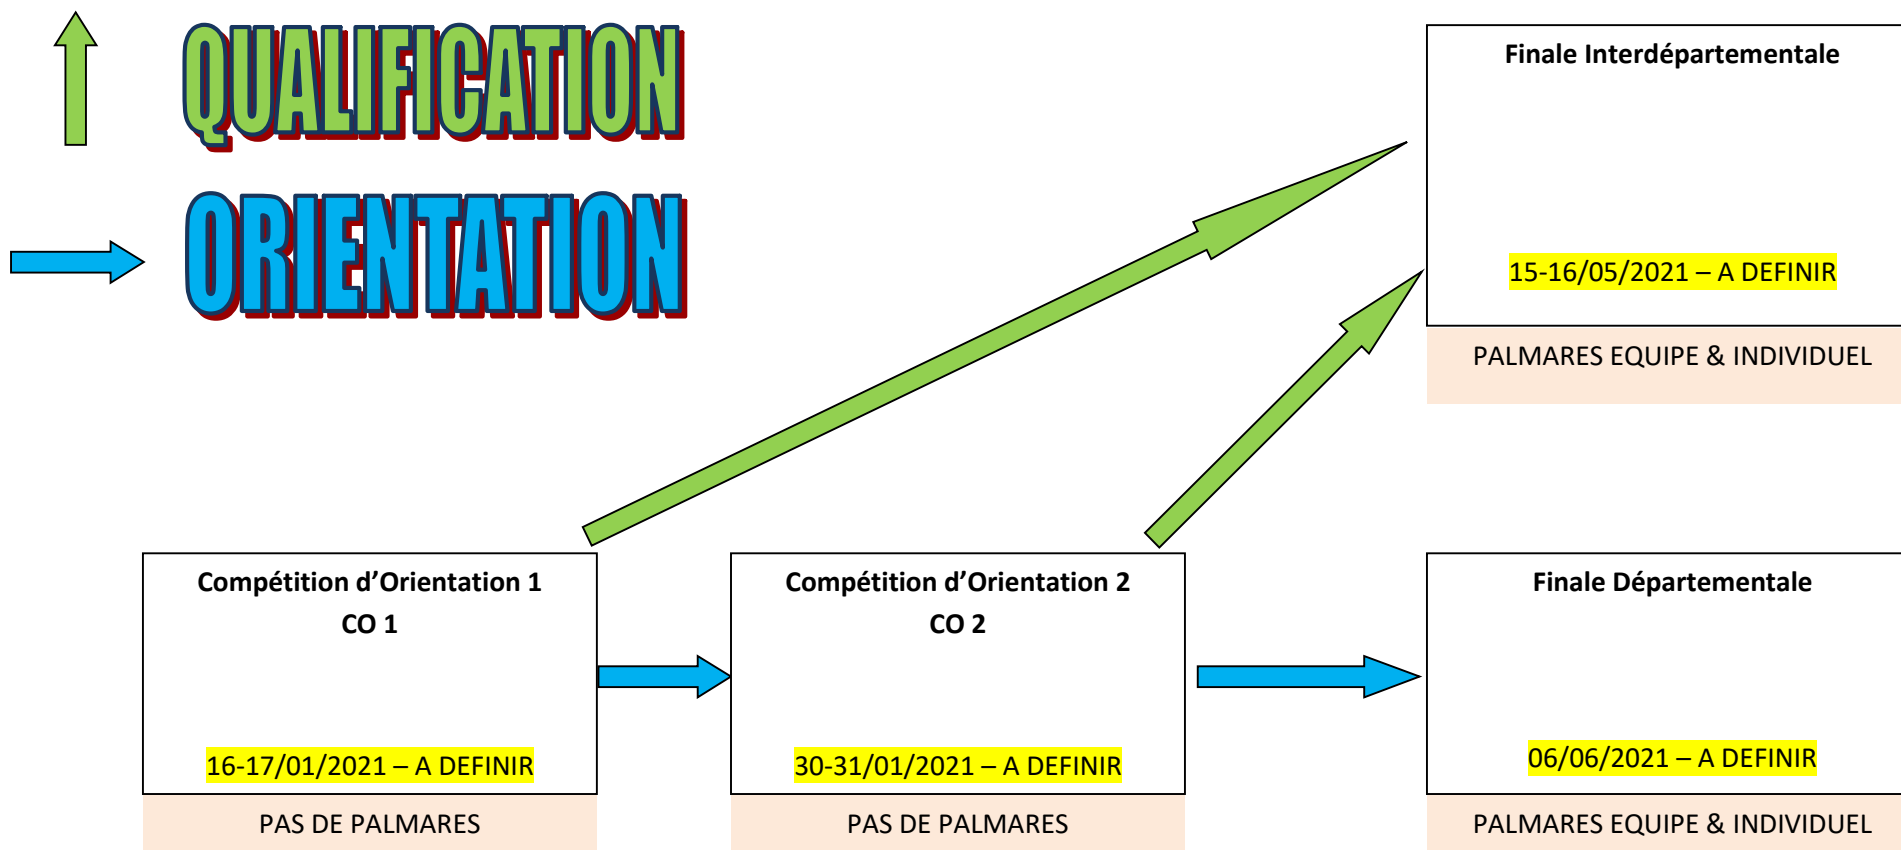 QUALIFICATION
ORIENTATION
Finale Interdépartementale
15-16/05/2021 – A DEFINIR
PALMARES EQUIPE & INDIVIDUEL
Compétition d’Orientation 1
CO 1
16-17/01/2021 – A DEFINIR
PAS DE PALMARES
Compétition d’Orientation 2
CO 2
30-31/01/2021 – A DEFINIR
PAS DE PALMARES
Finale Départementale
06/06/2021 – A DEFINIR
PALMARES EQUIPE & INDIVIDUEL